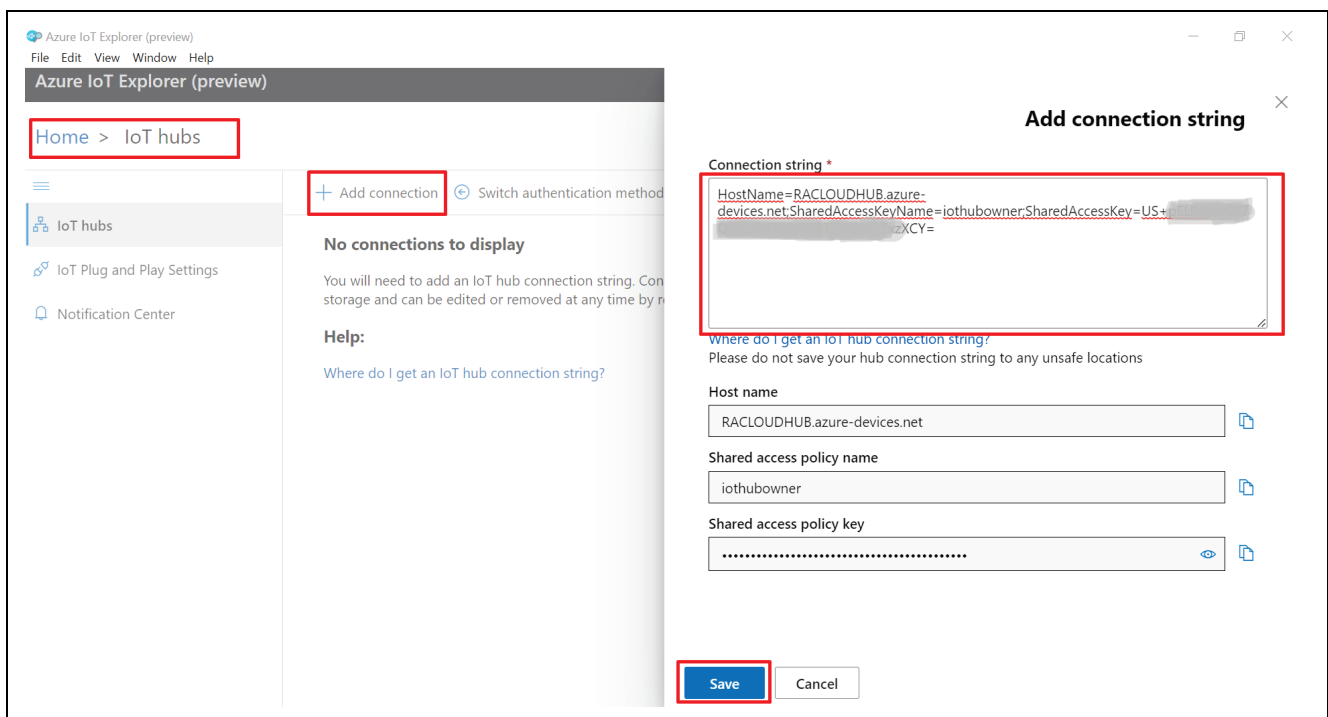 Azure IoT Explorer (preview)
File Edit View Window Help
Azure IoT Explorer (preview)
Home > IoT hubs
+ Add connection
Switch authentication method
IoT hubs
IoT Plug and Play Settings
Notification Center
No connections to display
You will need to add an IoT hub connection string. Con
storage and can be edited or removed at any time by r
Help:
Where do I get an IoT hub connection string?
Add connection string
Connection string *
HostName=RACLOUDHUB.azure-
devices.net;SharedAccessKeyName=iothubowner;SharedAccessKey=US+
XCY=
Where do I get an IoT hub connection string?
Please do not save your hub connection string to any unsafe locations
Host name
RACLOUDHUB.azure-devices.net
Shared access policy name
iothubowner
Shared access policy key
Save
Cancel